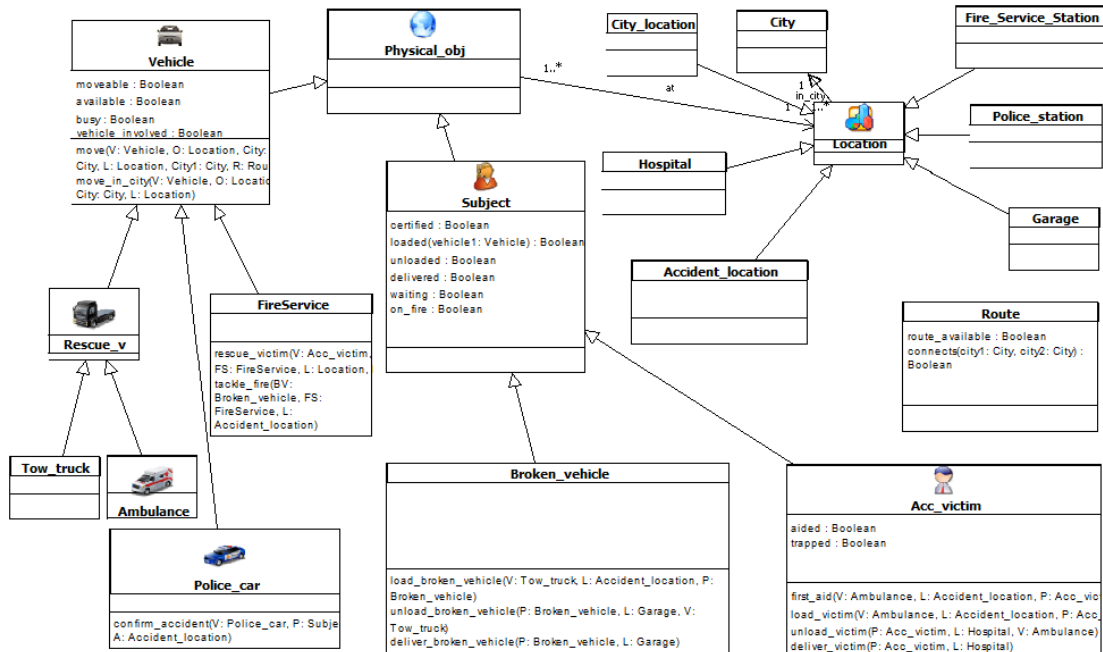 Vehicle
moveable : Boolean
available : Boolean
busy : Boolean
vehicle_involved : Boolean
move(V: Vehicle, O: Location, City:
City, L: Location, City1: City, R: Rou
move_in_city(V: Vehicle, O: Locatio
City: City, L: Location)
Physical_obj
1..*
at
1
City_location
City
1
in_city
1..*
Location
Fire_Service_Station
Police_station
Garage
Hospital
Accident_location
Subject
certified : Boolean
loaded(vehicle1: Vehicle) : Boolean
unloaded : Boolean
delivered : Boolean
waiting : Boolean
on_fire : Boolean
Route
route_available : Boolean
connects(city1: City, city2: City) :
Boolean
Rescue_v
FireService
rescue_victim(V: Acc_victim,
FS: FireService, L: Location,
tackle_fire(BV:
Broken_vehicle, FS:
FireService, L:
Accident_location)
Tow_truck
Ambulance
Police_car
confirm_accident(V: Police_car, P: Subje
A: Accident_location)
Broken_vehicle
load_broken_vehicle(V: Tow_truck, L: Accident_location, P:
Broken_vehicle)
unload_broken_vehicle(P: Broken_vehicle, L: Garage, V:
Tow_truck)
deliver_broken_vehicle(P: Broken_vehicle, L: Garage)
Acc_victim
aided : Boolean
trapped : Boolean
first_aid(V: Ambulance, L: Accident_location, P: Acc_vic
load_victim(V: Ambulance, L: Accident_location, P: Acc_
unload_victim(P: Acc_victim, L: Hospital, V: Ambulance)
deliver_victim(P: Acc_victim, L: Hospital)